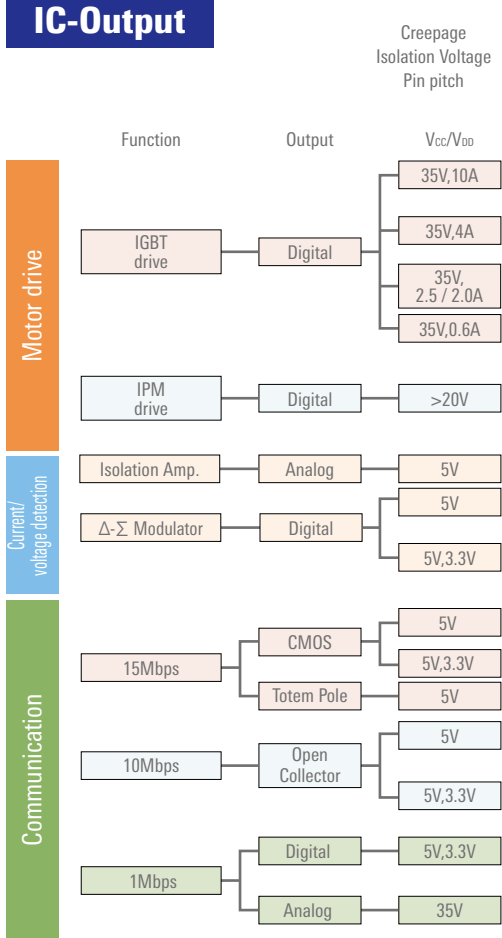 IC-Output
Creepage
Isolation Voltage
Pin pitch
Function
Output
Vcc/VDD
Motor drive
IGBT
drive
Digital
35V,10A
35V,4A
35V,
2.5 / 2.0A
35V,0.6A
IPM
drive
Digital
>20V
Current/
voltage detection
Isolation Amp.
Analog
5V
Δ-Σ Modulator
Digital
5V
5V,3.3V
Communication
15Mbps
CMOS
5V
5V,3.3V
Totem Pole
5V
10Mbps
Open
Collector
5V
5V,3.3V
1Mbps
Digital
5V,3.3V
Analog
35V